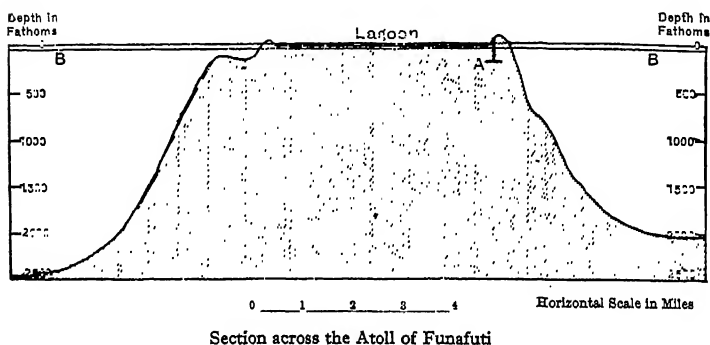 Depth in
Fathoms
Lagoon
Depth in
Fathoms
0
A
B
B
500
500
1000
1000
1500
1500
2000
2000
2500
0 1 2 3 4
Horizontal Scale in Miles
Section across the Atoll of Funafuti